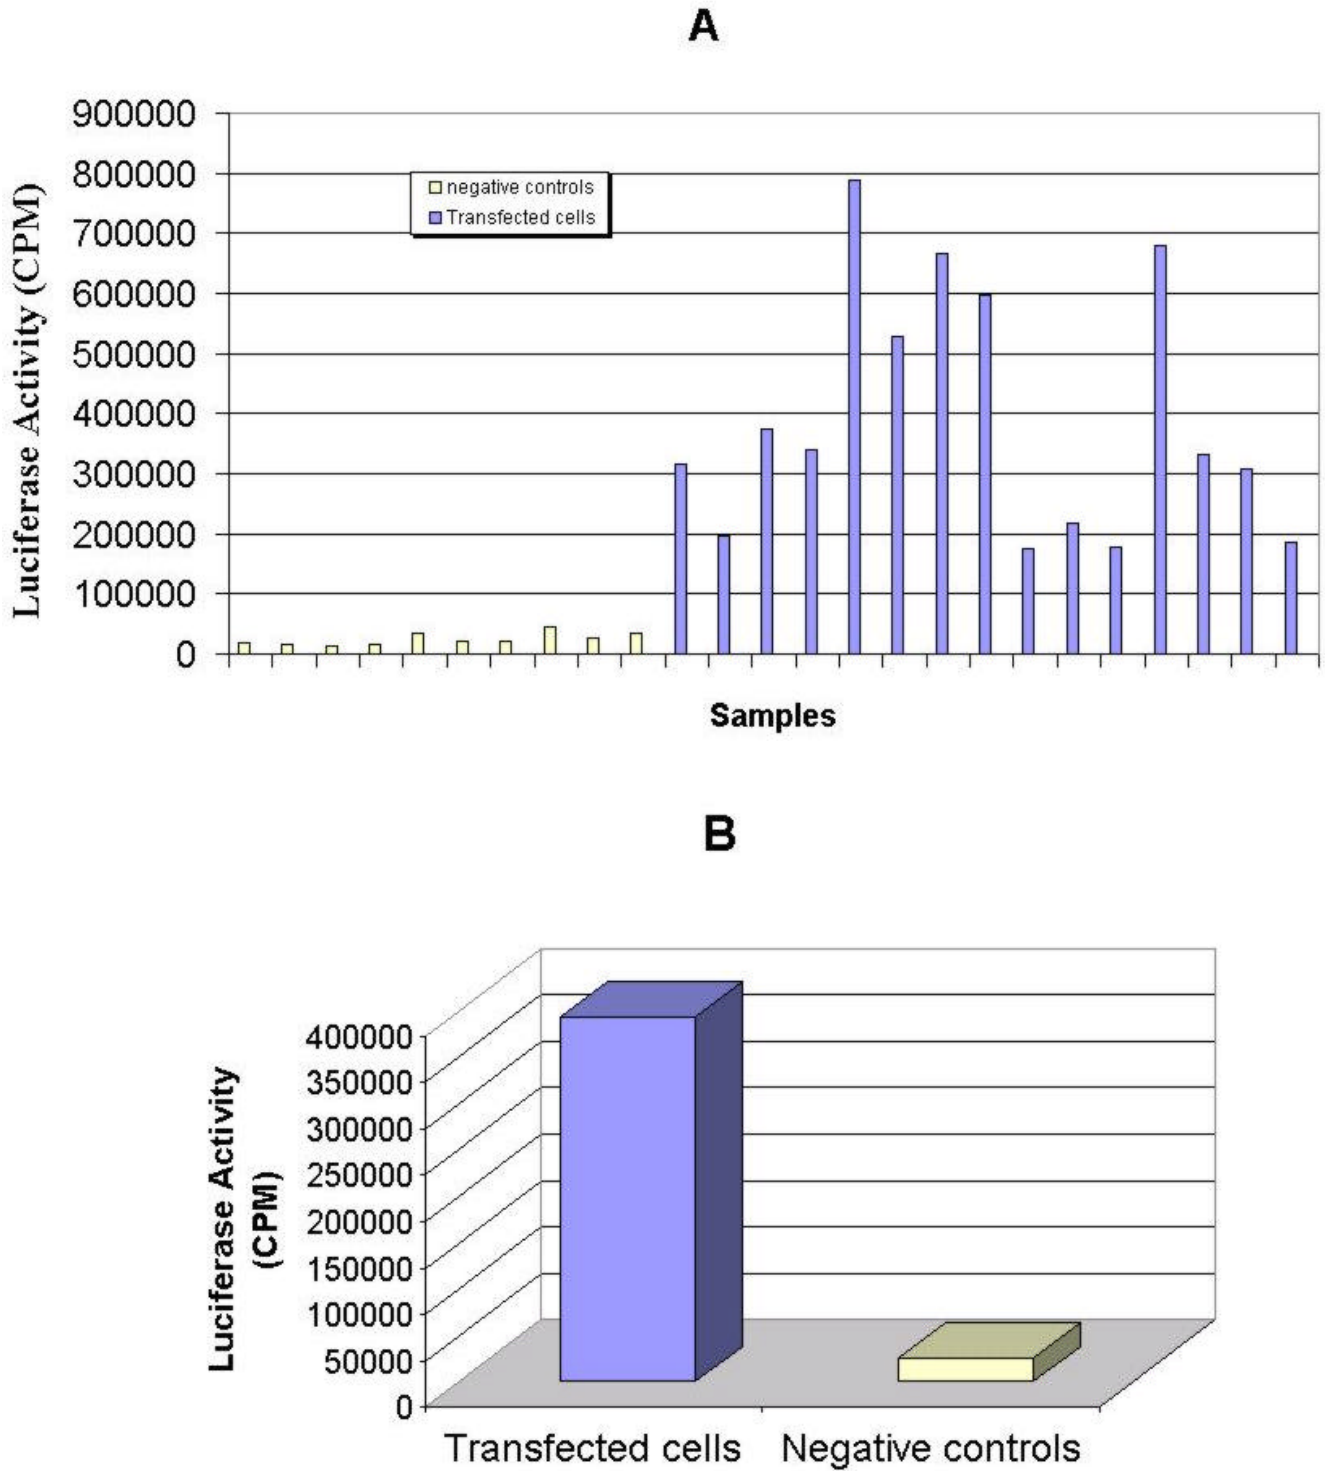 A
900000
800000
700000
600000
500000
400000
300000
200000
100000
0
Luciferase Activity (CPM)
negative controls
Transfected cells
Samples
B
400000
350000
300000
250000
200000
150000
100000
50000
0
Luciferase Activity
(CPM)
Transfected cells
Negative controls